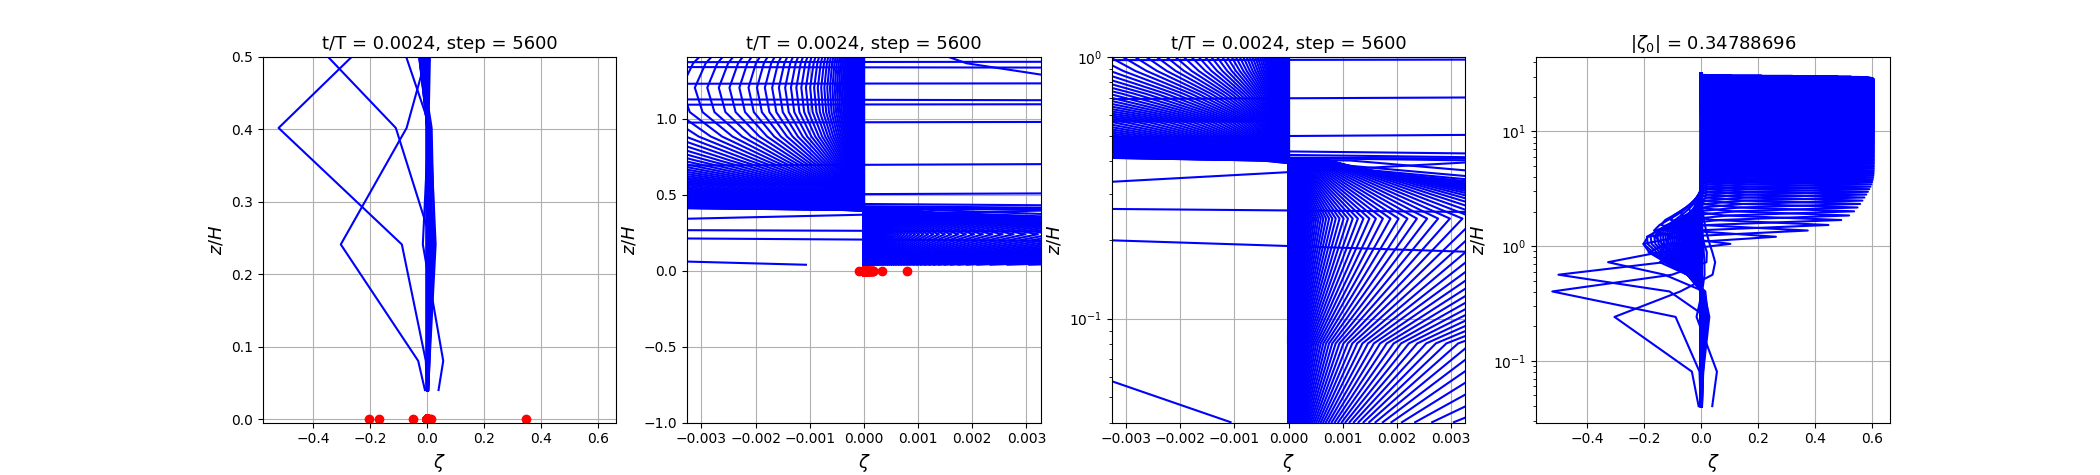 t/T = 0.0024, step = 5600
z/H
0.5
0.4
0.3
0.2
0.1
0.0
−0.4 −0.2 0.0 0.2 0.4 0.6
ζ
t/T = 0.0024, step = 5600
z/H
1.0
0.5
0.0
−0.5
−1.0
−0.003 −0.002 −0.001 0.000 0.001 0.002 0.003
ζ
t/T = 0.0024, step = 5600
z/H
10⁰
10⁻¹
−0.003 −0.002 −0.001 0.000 0.001 0.002 0.003
ζ
|ζ₀| = 0.34788696
z/H
10¹
10⁰
10⁻¹
−0.4 −0.2 0.0 0.2 0.4 0.6
ζ